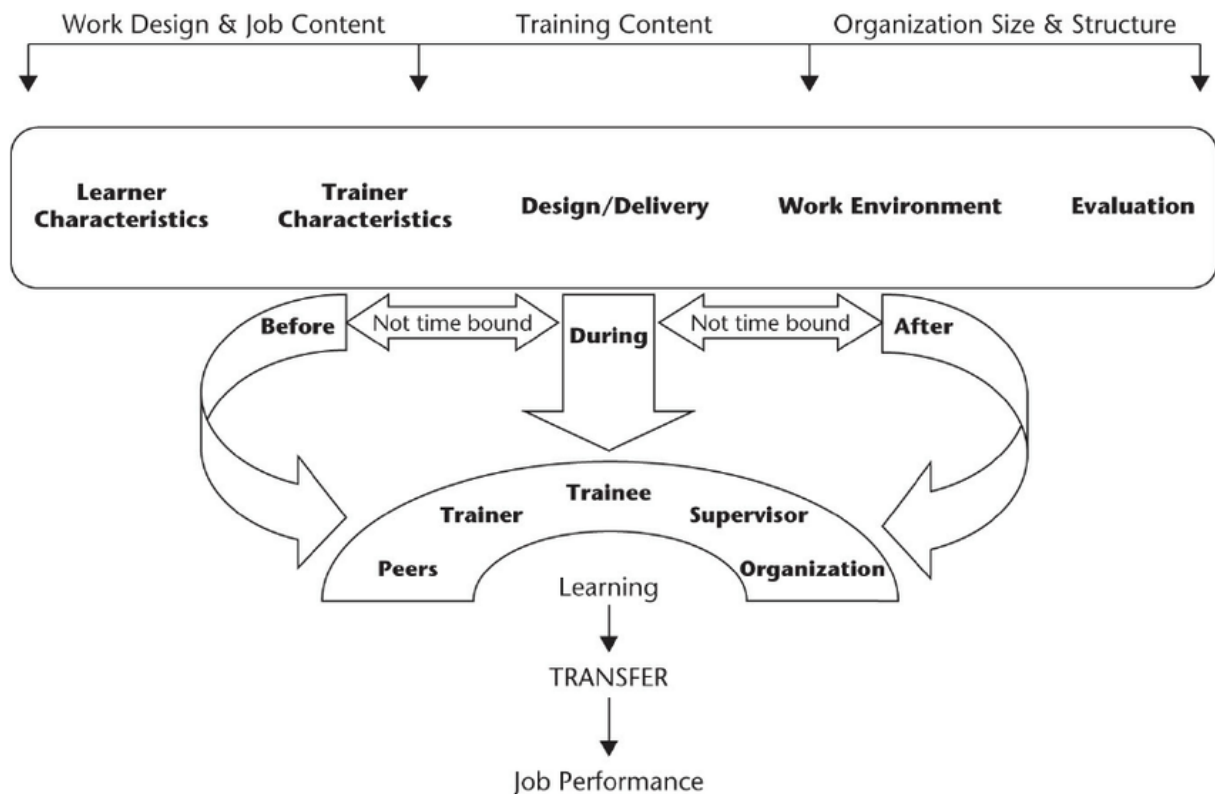 Work Design & Job Content
Training Content
Organization Size & Structure
Learner
Characteristics
Trainer
Characteristics
Design/Delivery
Work Environment
Evaluation
Before
Not time bound
During
Not time bound
After
Trainee
Trainer
Supervisor
Peers
Organization
Learning
TRANSFER
Job Performance